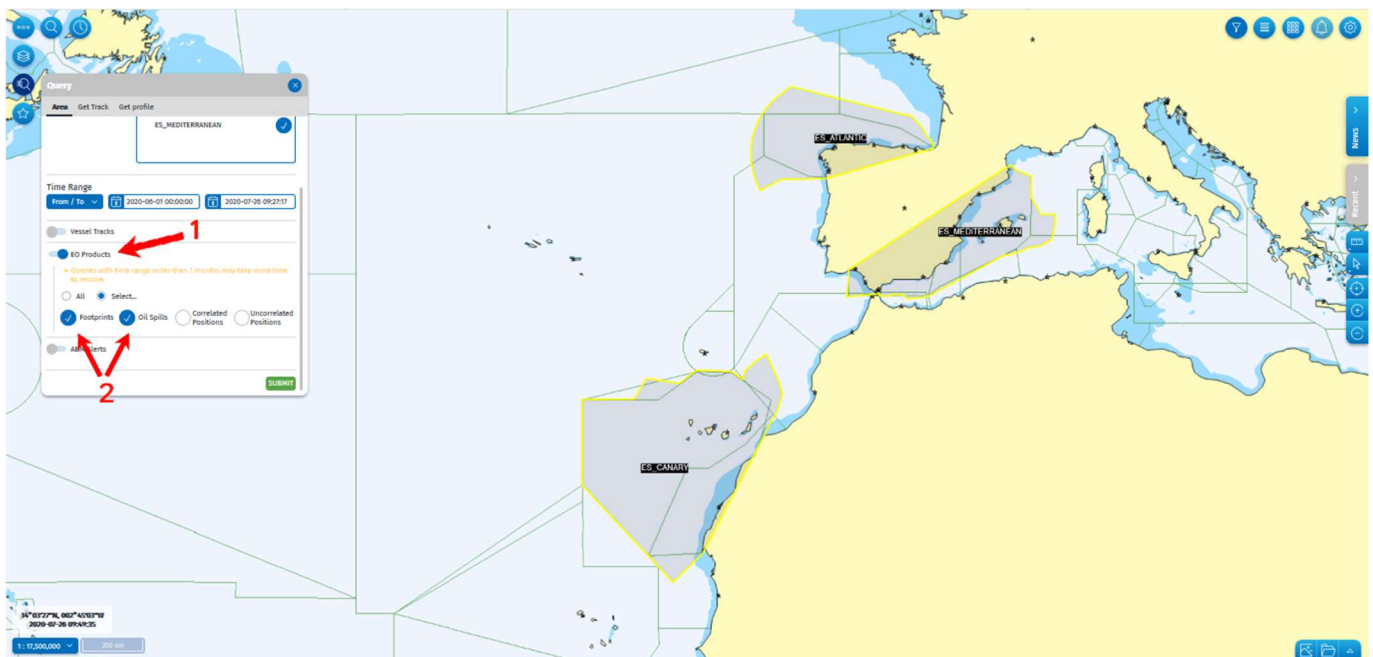 Query
Area Get Track Get profile
ES_MEDITERRANEAN
Time Range
From / To 2020-06-01 00:00:00 2020-07-26 09:27:17
Vessel Tracks
1
EO Products
Queries with time range wider than 1 months may take more time
to resolve.
All Select...
Footprints Oil Spills Correlated Positions Uncorrelated Positions
2
SUBMIT
ES_ATLANTIC
ES_MEDITERRANEAN
ES_CANARY
News
Recent
2020-07-26 09:49:35
1 : 17,500,000 200 nm